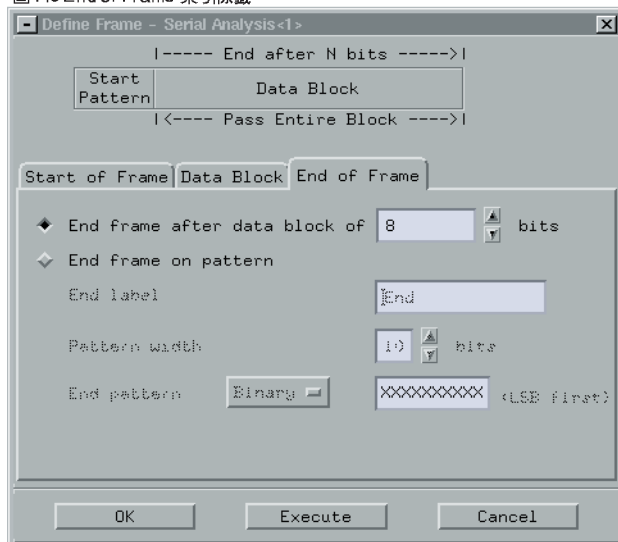 Define Frame - Serial Analysis<1>
|----- End after N bits ----->|
Start Pattern
Data Block
|<---- Pass Entire Block ---->|
Start of Frame Data Block End of Frame
End frame after data block of 8 bits
End frame on pattern
End label End
Pattern width 10 bits
End pattern Binary XXXXXXXXXX (LSB first)
OK Execute Cancel